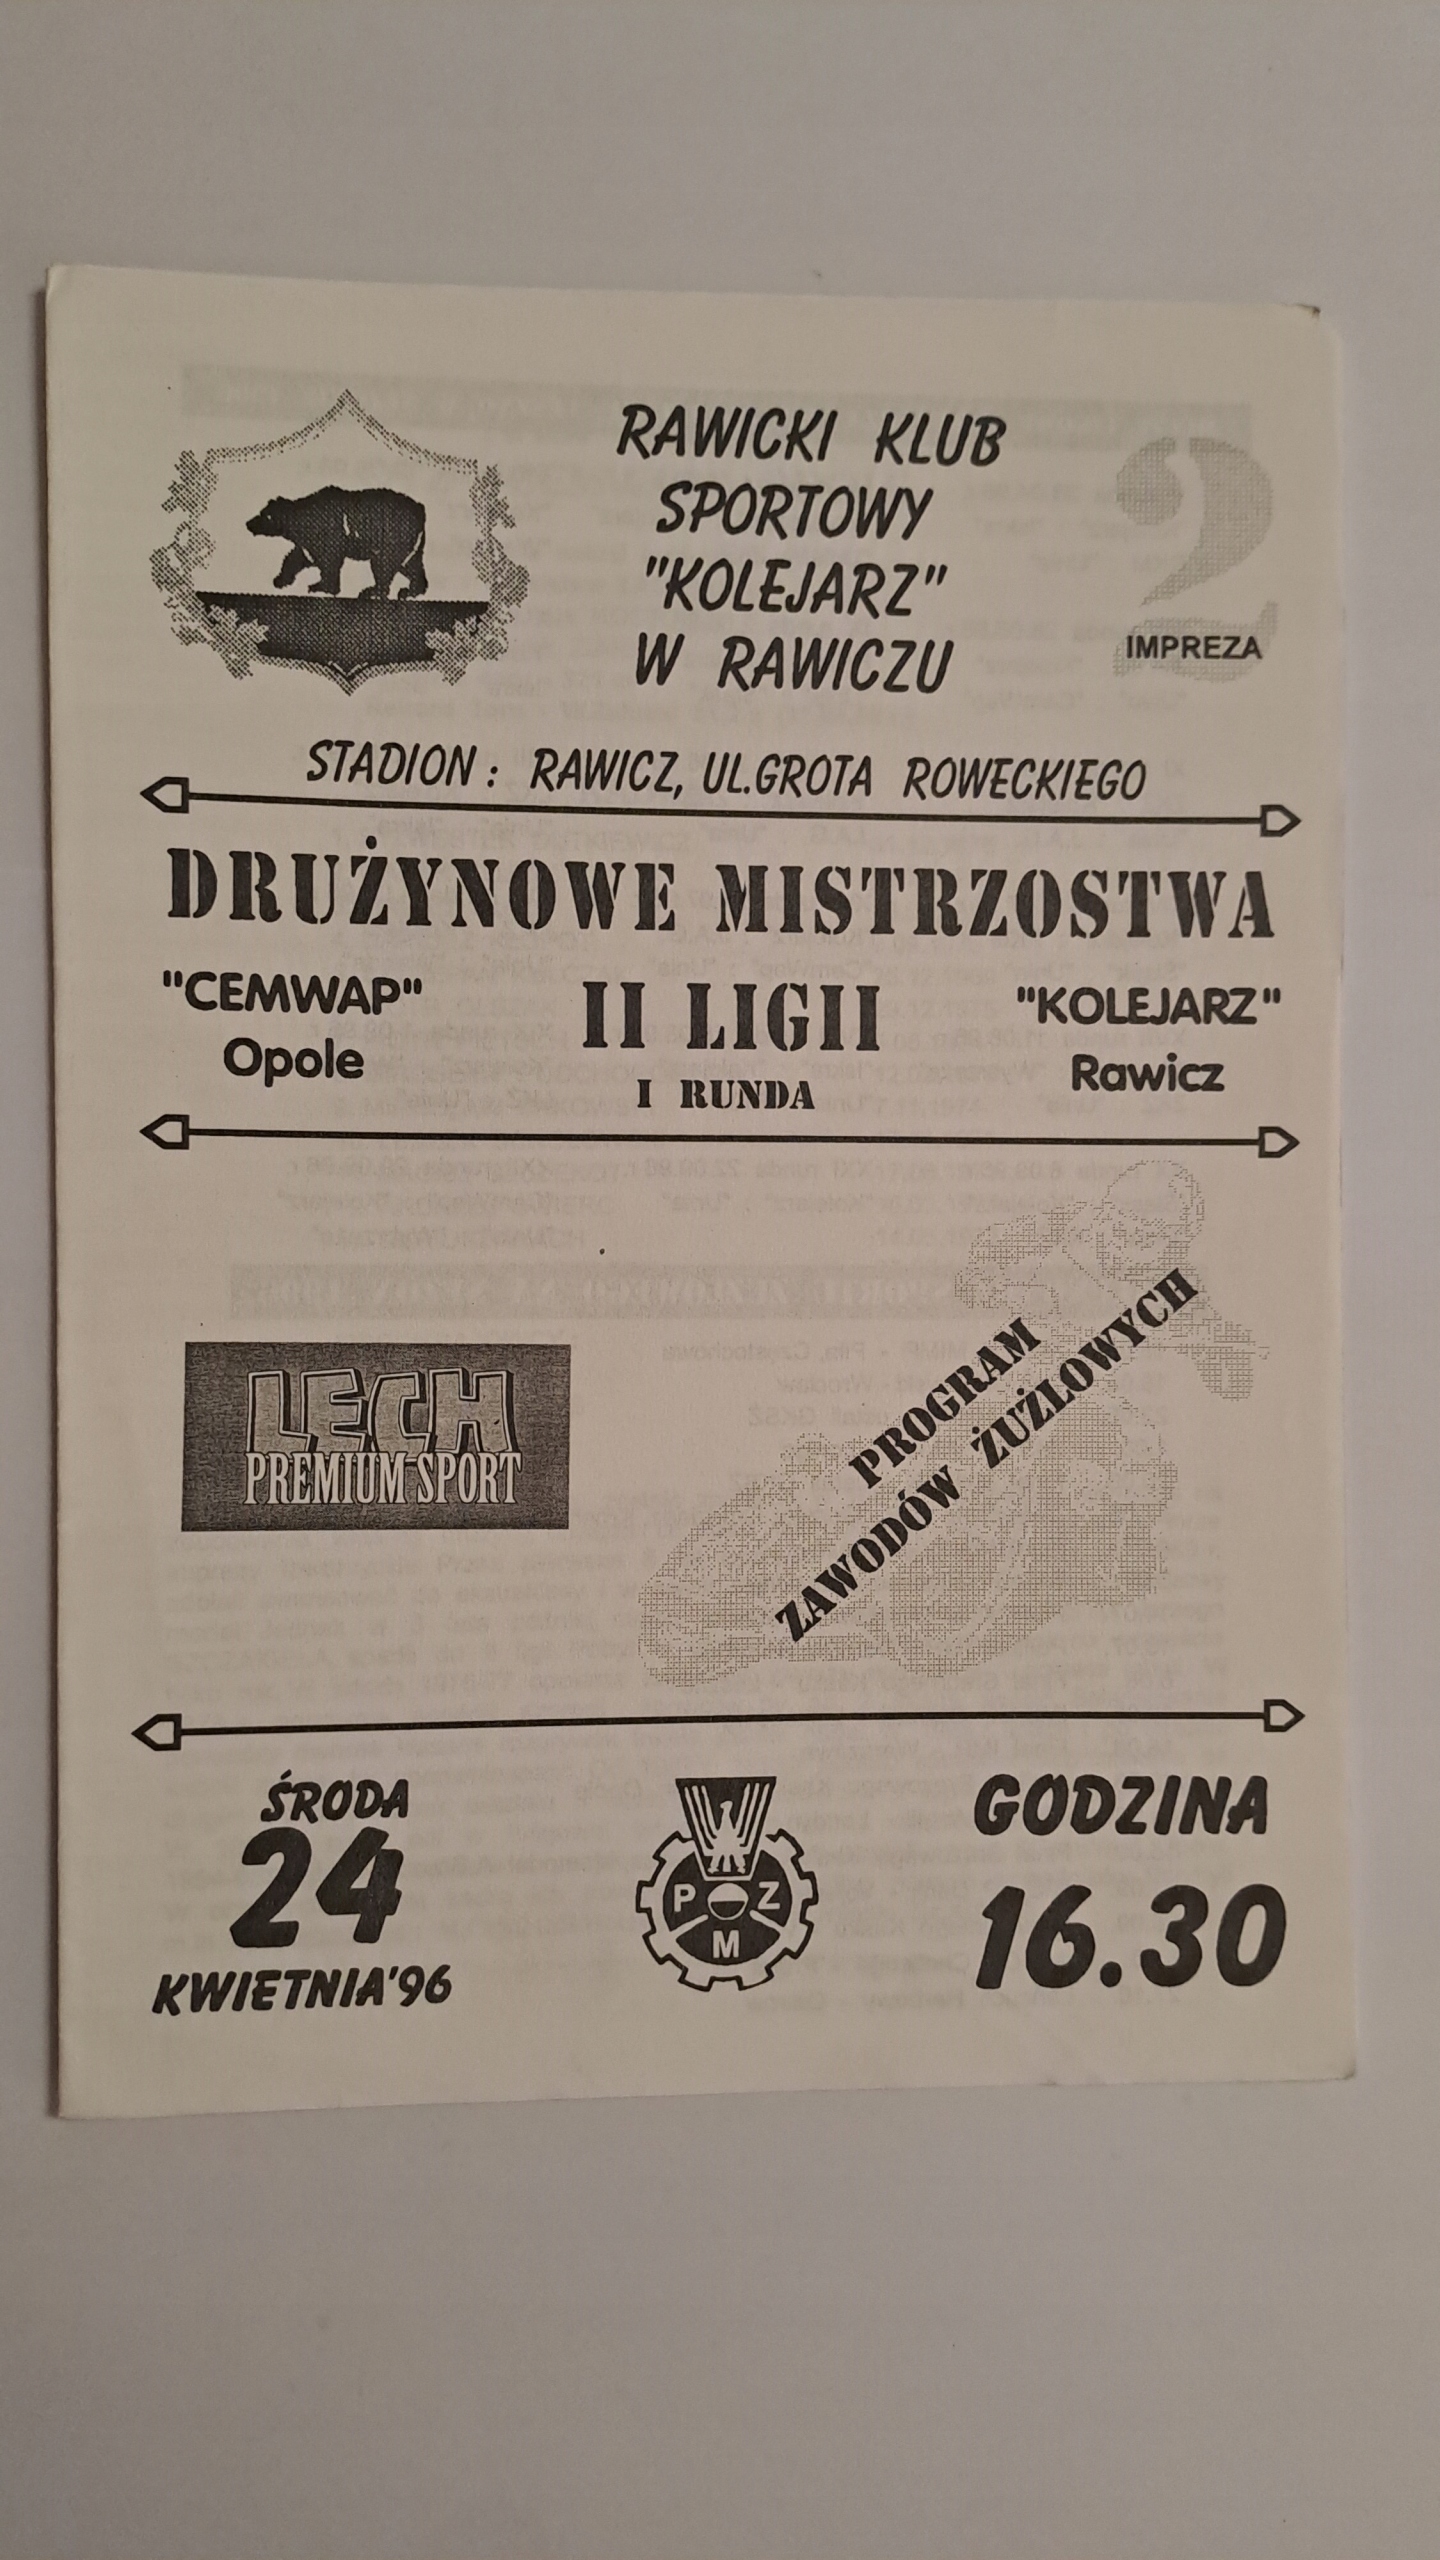 RAWICKI KLUB
SPORTOWY
"KOLEJARZ"
W RAWICZU
2
IMPREZA
STADION : RAWICZ, UL.GROTA ROWECKIEGO
DRUŻYNOWE MISTRZOSTWA
II LIGII
I RUNDA
"CEMWAP"
Opole
"KOLEJARZ"
Rawicz
LECH
PREMIUM SPORT
PROGRAM
ZAWODÓW ŻUŻLOWYCH
ŚRODA
24
KWIETNIA'96
P Z
M
GODZINA
16.30